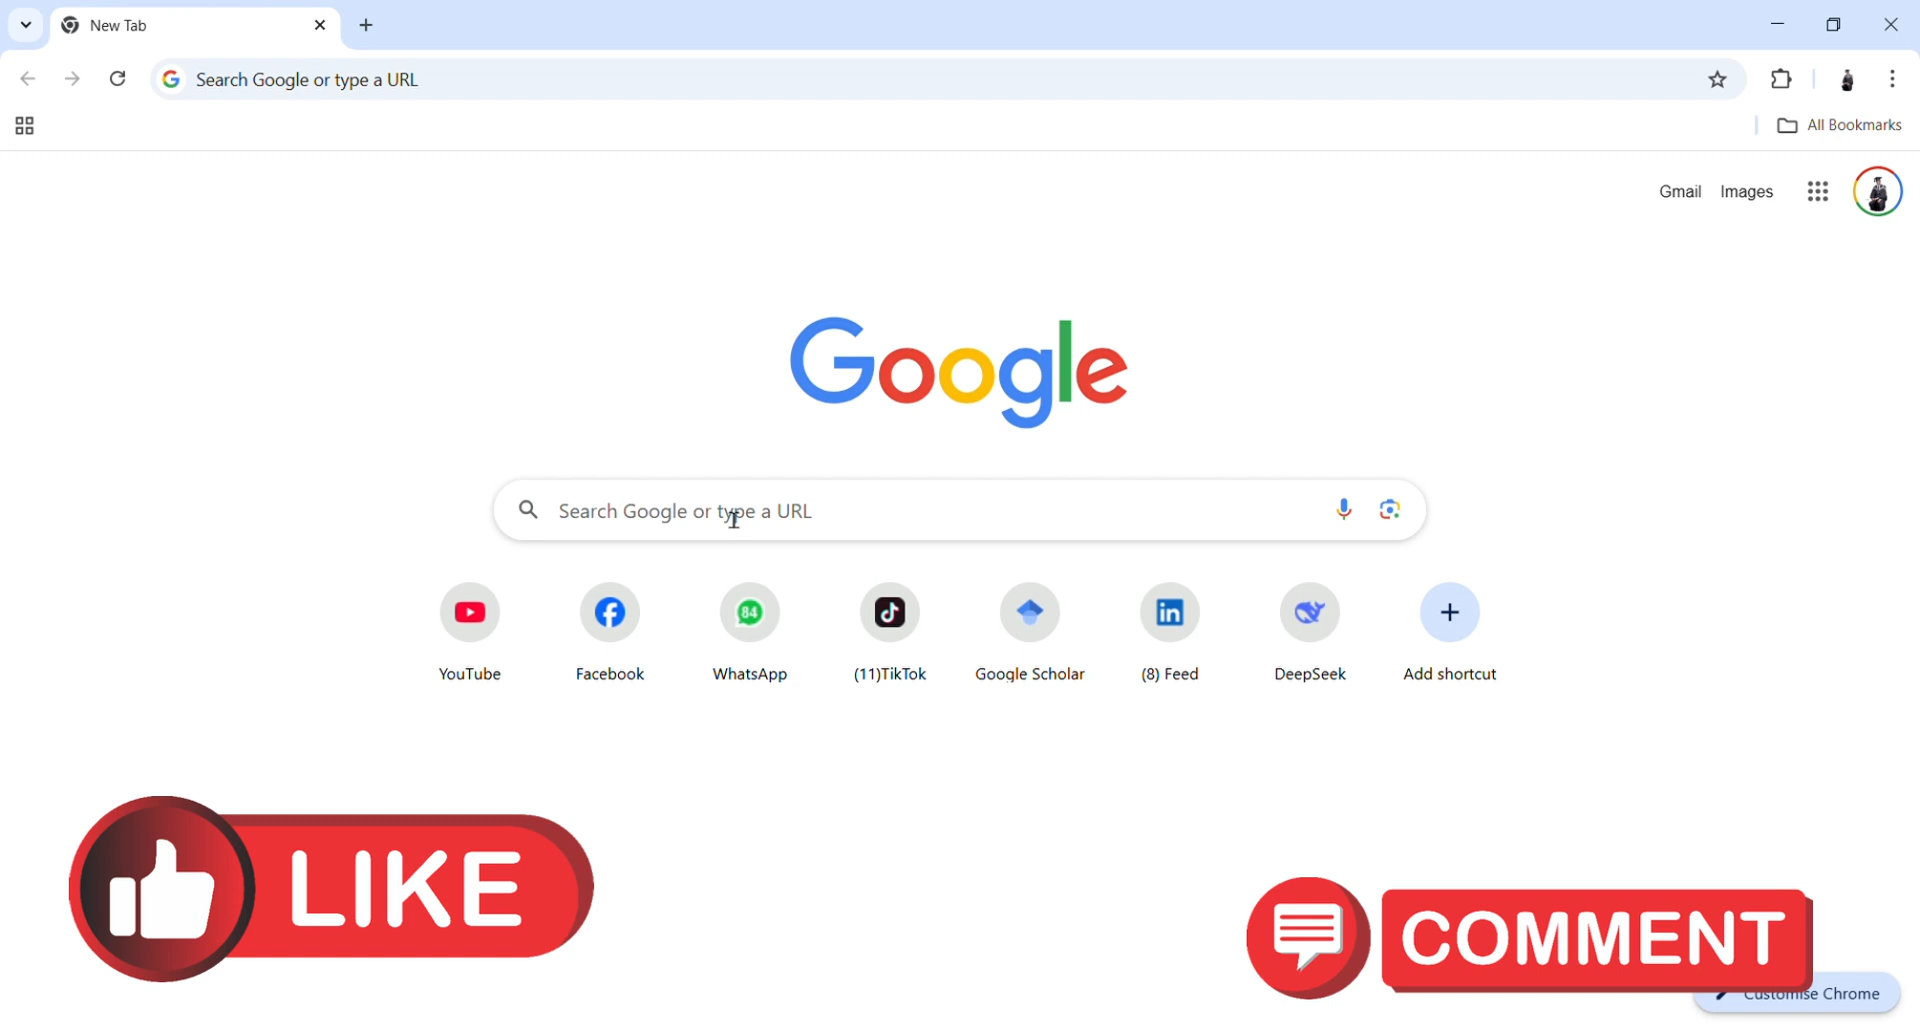 New Tab
Search Google or type a URL
All Bookmarks
Gmail Images
Google
Search Google or type a URL
84
YouTube Facebook WhatsApp (11)TikTok Google Scholar (8) Feed DeepSeek Add shortcut
LIKE
COMMENT
Customise Chrome